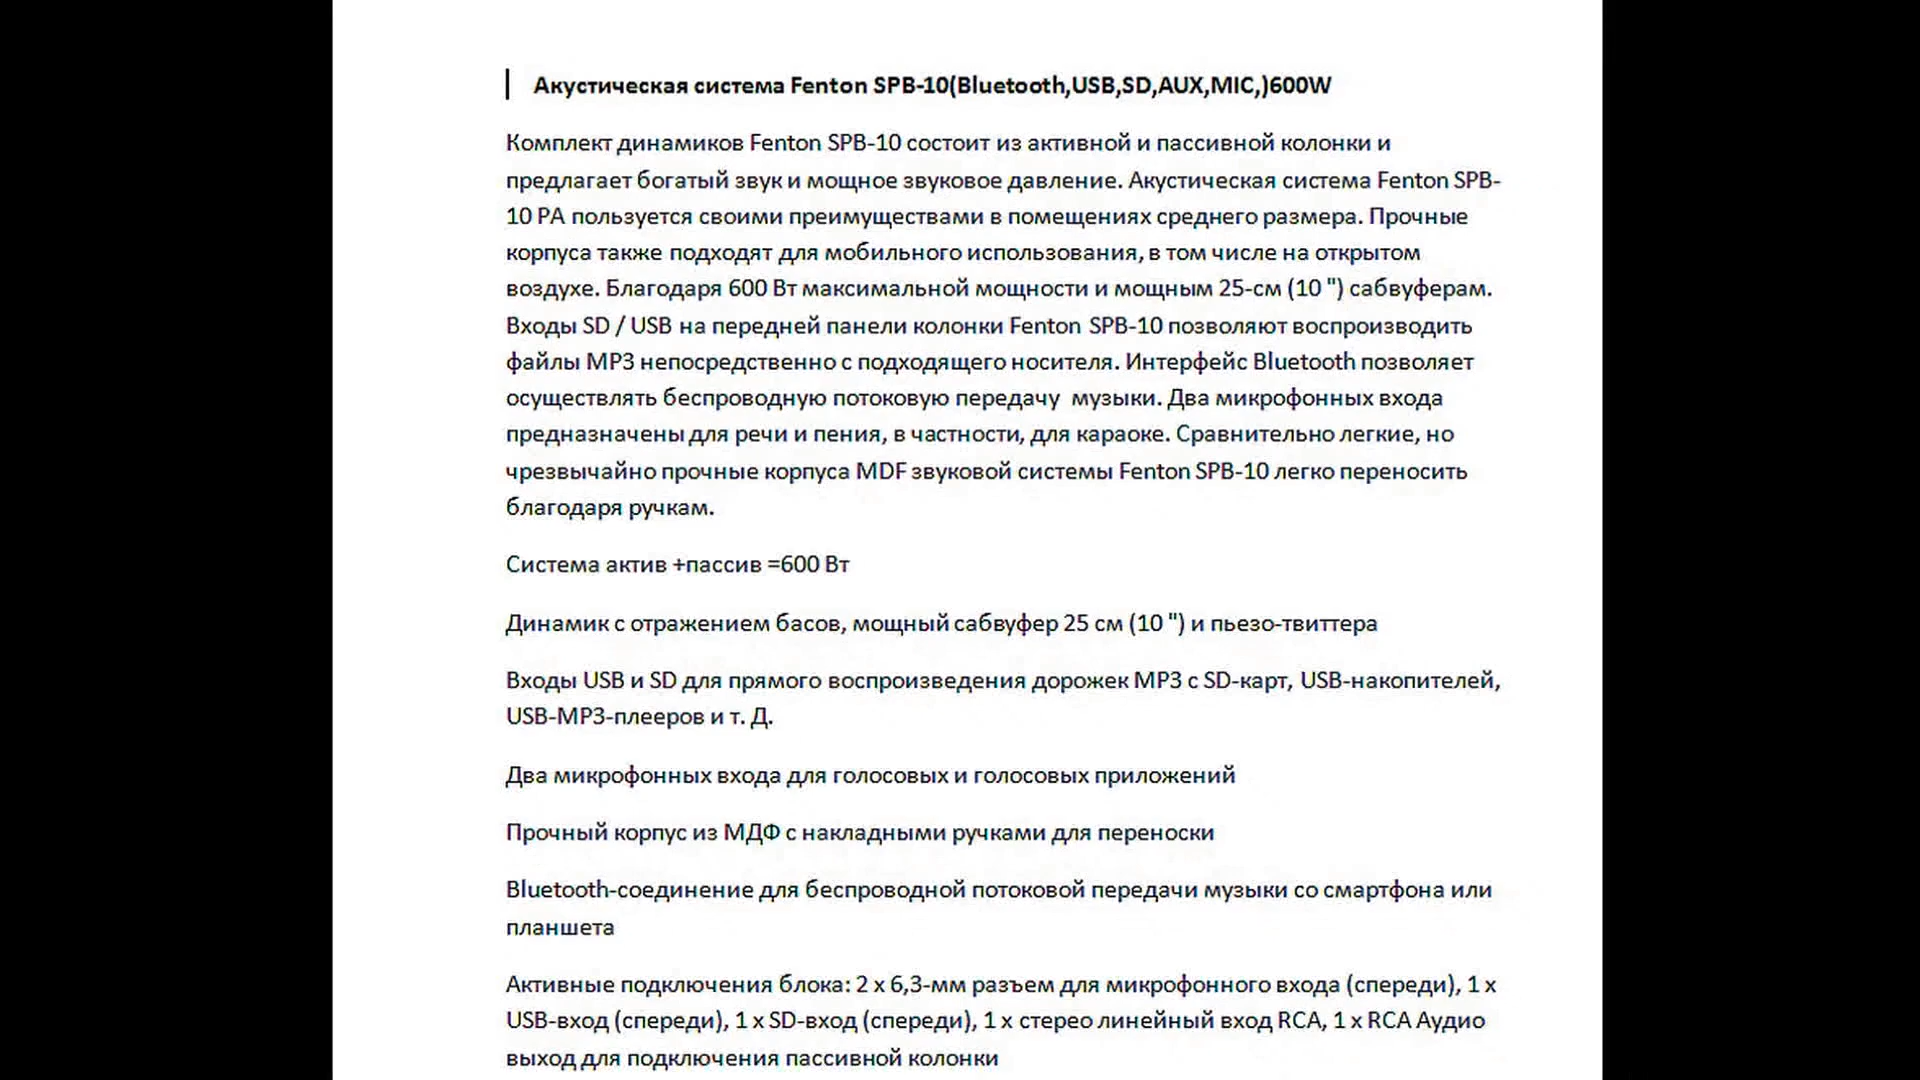 Акустическая система Fenton SPB-10(Bluetooth,USB,SD,AUX,MIC,)600W
Комплект динамиков Fenton SPB-10 состоит из активной и пассивной колонки и
предлагает богатый звук и мощное звуковое давление. Акустическая система Fenton SPB-
10 PA пользуется своими преимуществами в помещениях среднего размера. Прочные
корпуса также подходят для мобильного использования, в том числе на открытом
воздухе. Благодаря 600 Вт максимальной мощности и мощным 25-см (10 ") сабвуферам.
Входы SD / USB на передней панели колонки Fenton SPB-10 позволяют воспроизводить
файлы MP3 непосредственно с подходящего носителя. Интерфейс Bluetooth позволяет
осуществлять беспроводную потоковую передачу  музыки. Два микрофонных входа
предназначены для речи и пения, в частности, для караоке. Сравнительно легкие, но
чрезвычайно прочные корпуса MDF звуковой системы Fenton SPB-10 легко переносить
благодаря ручкам.
Система актив +пассив =600 Вт
Динамик с отражением басов, мощный сабвуфер 25 см (10 ") и пьезо-твиттера
Входы USB и SD для прямого воспроизведения дорожек MP3 с SD-карт, USB-накопителей,
USB-MP3-плееров и т. Д.
Два микрофонных входа для голосовых и голосовых приложений
Прочный корпус из МДФ с накладными ручками для переноски
Bluetooth-соединение для беспроводной потоковой передачи музыки со смартфона или
планшета
Активные подключения блока: 2 x 6,3-мм разъем для микрофонного входа (спереди), 1 x
USB-вход (спереди), 1 x SD-вход (спереди), 1 x стерео линейный вход RCA, 1 x RCA Аудио
выход для подключения пассивной колонки